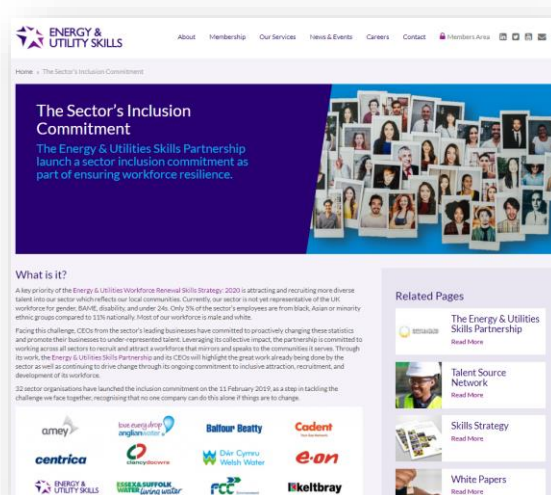 ENERGY &
UTILITY SKILLS
About Membership Our Services News & Events Careers Contact Members Area
Home » The Sector's Inclusion Commitment
The Sector's Inclusion
Commitment
The Energy & Utilities Skills Partnership
launch a sector inclusion commitment as
part of ensuring workforce resilience.
What is it?
A key priority of the Energy & Utilities Workforce Renewal Skills Strategy: 2020 is attracting and recruiting more diverse
talent into our sector which reflects our local communities. Currently, our sector is not yet representative of the UK
workforce for gender, BAME, disability, and under 24s. Only 5% of the sector's employees are from black, Asian or minority
ethnic groups compared to 11% nationally. Most of our workforce is male and white.
Facing this challenge, CEOs from the sector's leading businesses have committed to proactively changing these statistics
and promote their businesses to under-represented talent. Leveraging its collective impact, the partnership is committed to
working across all sectors to recruit and attract a workforce that mirrors and speaks to the communities it serves. Through
its work, the Energy & Utilities Skills Partnership and its CEOs will highlight the great work already being done by the
sector as well as continuing to drive change through its ongoing commitment to inclusive attraction, recruitment, and
development of its workforce.
32 sector organisations have launched the inclusion commitment on the 11 February 2019, as a step in tackling the
challenge we face together, recognising that no one company can do this alone if things are to change.
amey
love every drop
anglianwater
Balfour Beatty
Cadent
centrica
clancydocwra
Dŵr Cymru
Welsh Water
e·on
ENERGY &
UTILITY SKILLS
ESSEX&SUFFOLK
WATER living water
FCC
keltbray
Related Pages
The Energy & Utilities
Skills Partnership
Read More
Talent Source
Network
Read More
Skills Strategy
Read More
White Papers
Read More